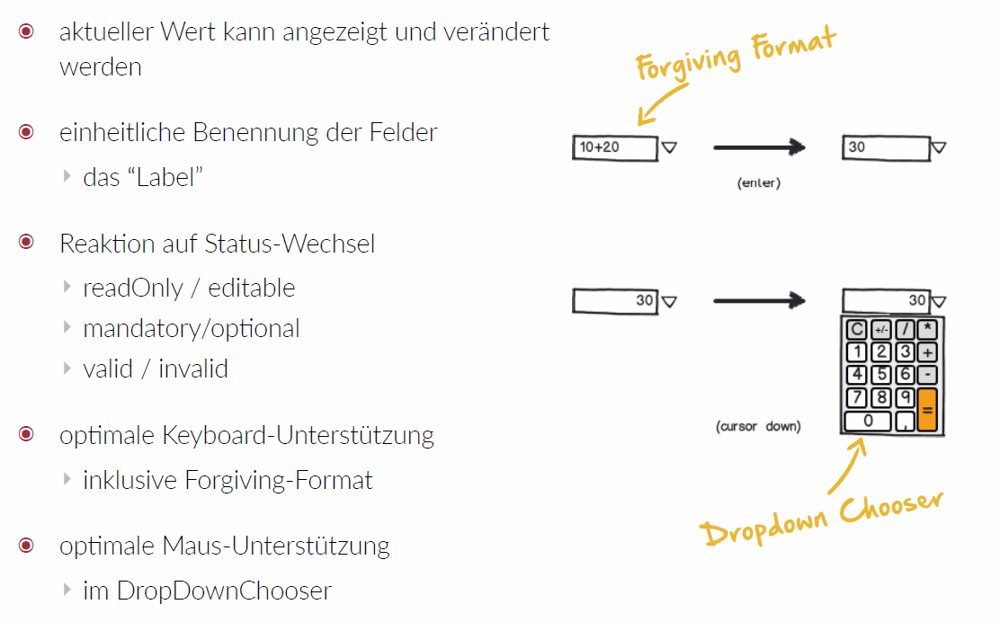 aktueller Wert kann angezeigt und verändert
werden
einheitliche Benennung der Felder
das “Label”
Reaktion auf Status-Wechsel
readOnly / editable
mandatory/optional
valid / invalid
optimale Keyboard-Unterstützung
inklusive Forgiving-Format
optimale Maus-Unterstützung
im DropDownChooser
Forgiving Format
10+20
30
(enter)
30
30
C +/- / *
1 2 3 +
4 5 6 -
7 8 9 =
0 ,
(cursor down)
Dropdown Chooser